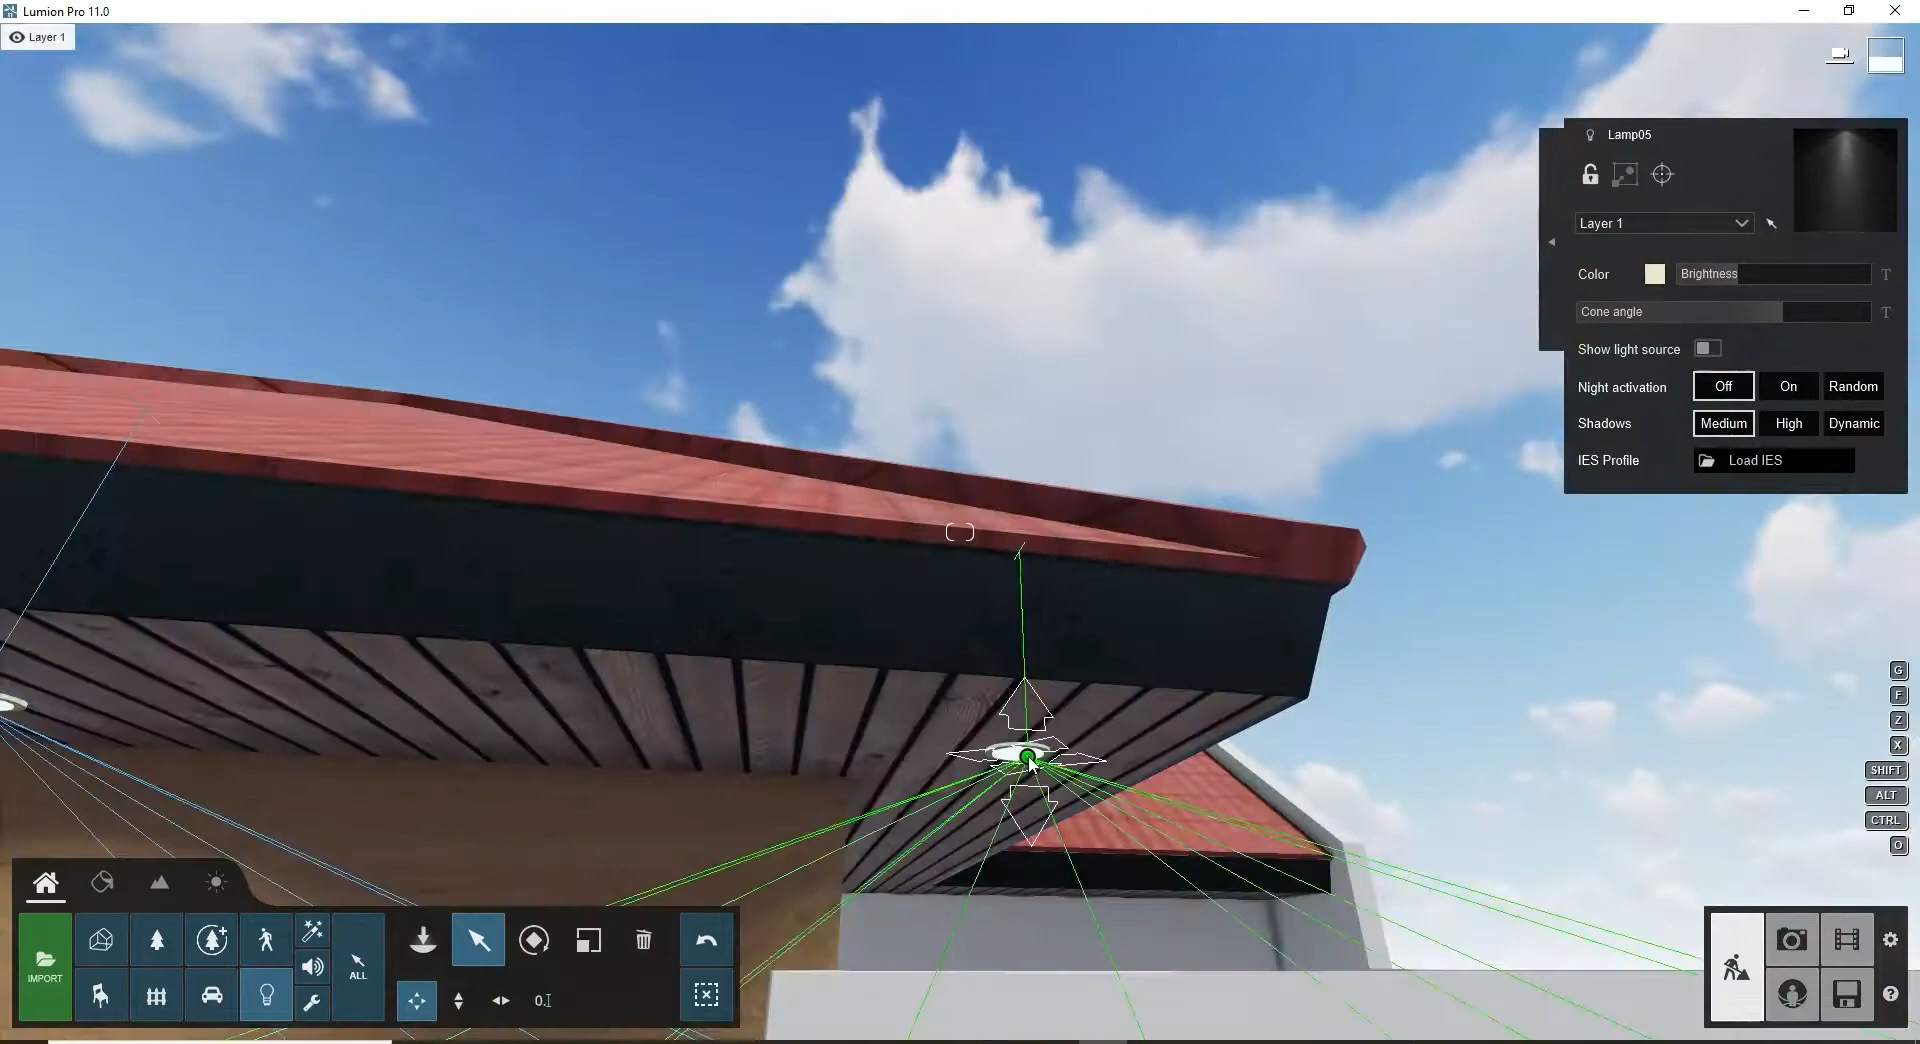 Lumion Pro 11.0
Layer 1
Lamp05
Layer 1
Color
Brightness
T
Cone angle
T
Show light source
Night activation
Off
On
Random
Shadows
Medium
High
Dynamic
IES Profile
Load IES
G
F
Z
X
SHIFT
ALT
CTRL
O
IMPORT
ALL
0.
?